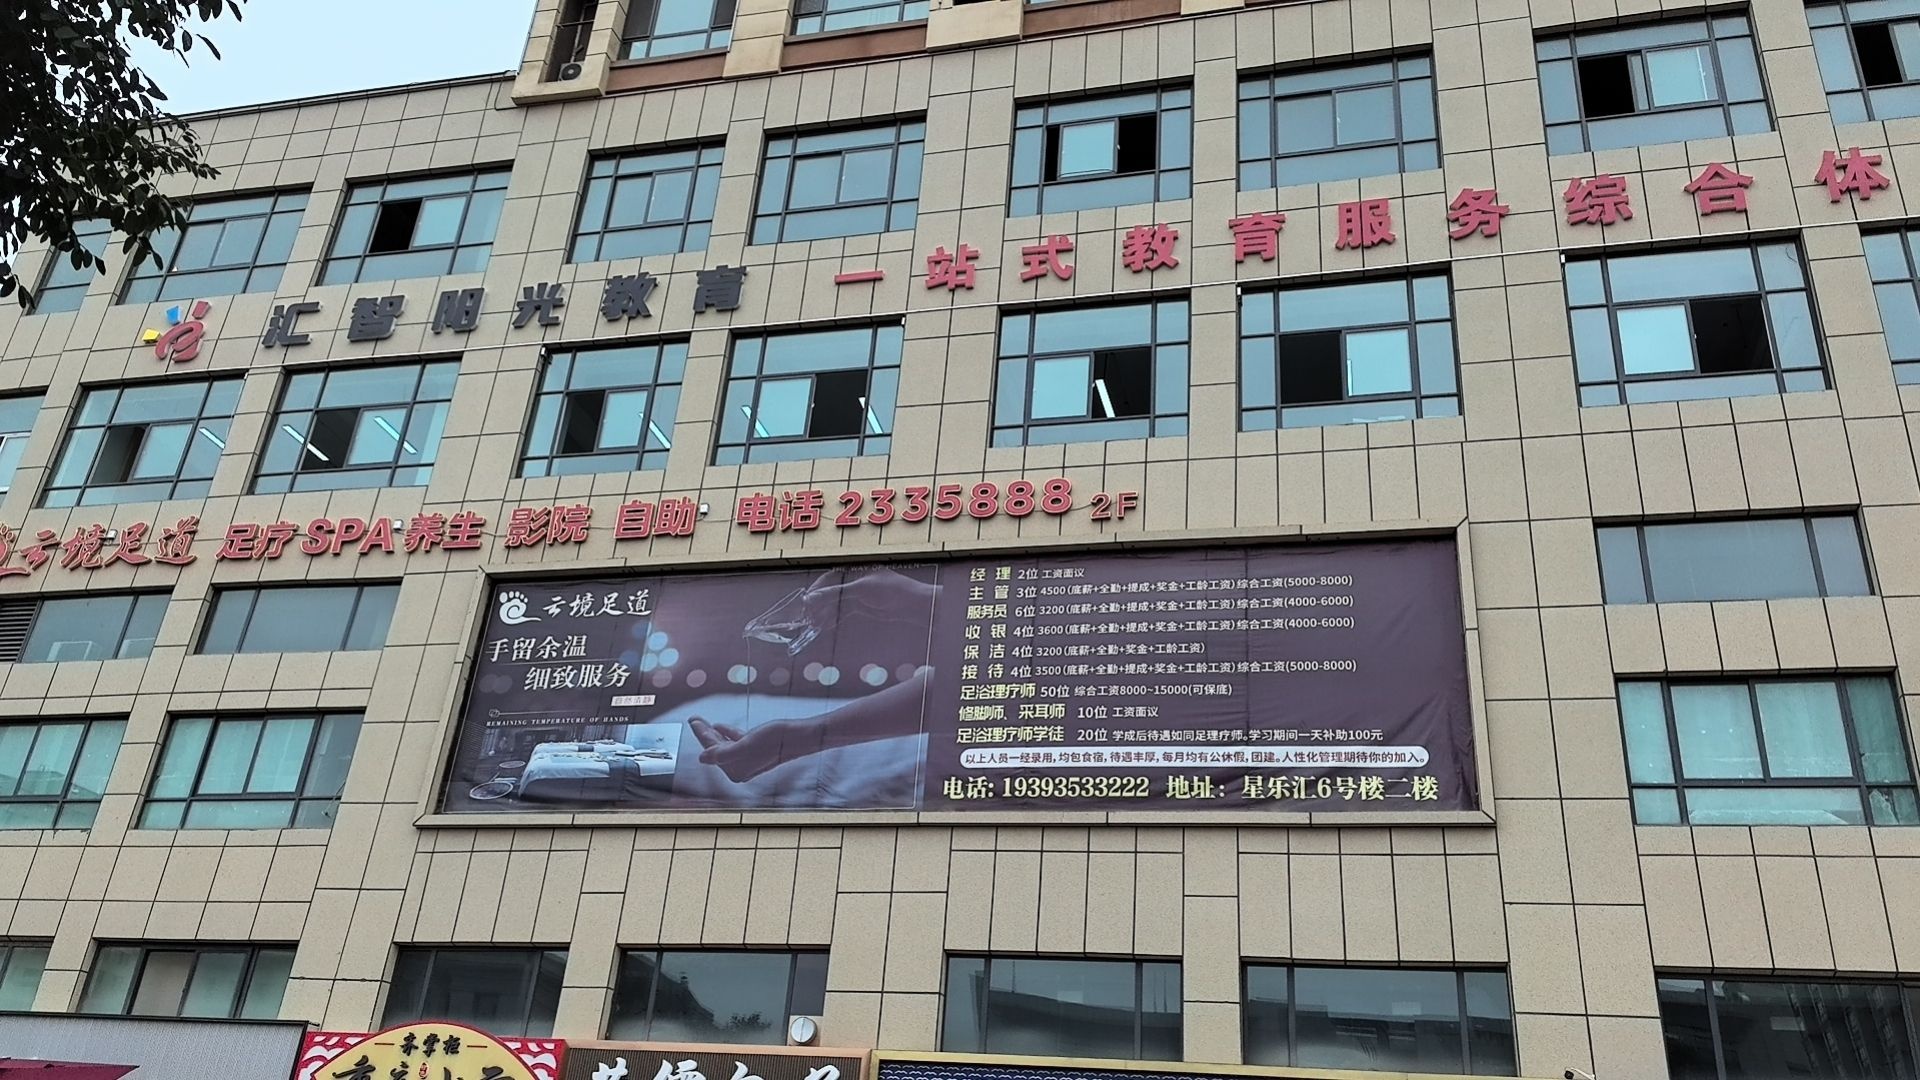 汇智阳光教育 一站式教育服务综合体
云境足道 足疗SPA 养生 影院 自助 电话 2335888 2F
云境足道
手留余温
细致服务
REMAINING TEMPERATURE OF HANDS
THE WAY OF HEAVEN
经理 2位 工资面议
主管 3位 4500(底薪+全勤+提成+奖金+工龄工资)综合工资(5000-8000)
服务员 6位 3200(底薪+全勤+提成+奖金+工龄工资)综合工资(4000-6000)
收银 4位 3600(底薪+全勤+提成+奖金+工龄工资)综合工资(4000-6000)
保洁 4位 3200(底薪+全勤+奖金+工龄工资)
接待 4位 3500(底薪+全勤+提成+奖金+工龄工资)综合工资(5000-8000)
足浴理疗师 50位 综合工资8000~15000(可保底)
修脚师、采耳师 10位 工资面议
足浴理疗师学徒 20位 学成后待遇如同足理疗师。学习期间一天补助100元
以上人员一经录用,均包食宿,待遇丰厚,每月均有公休假,团建。人性化管理期待你的加入。
电话: 19393533222 地址：星乐汇6号楼二楼
齐掌柜